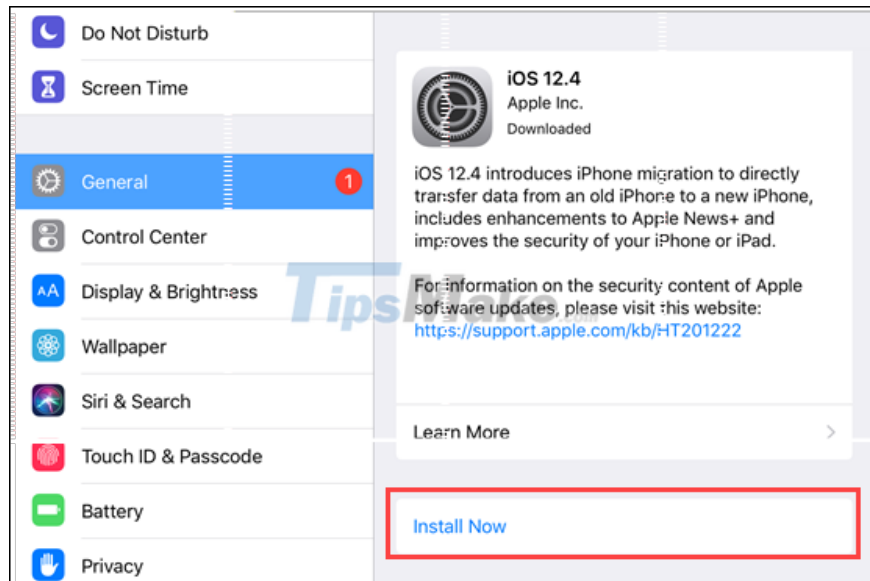 Do Not Disturb
Screen Time
General
1
Control Center
AA
Display & Brightness
Wallpaper
Siri & Search
Touch ID & Passcode
Battery
Privacy
iOS 12.4
Apple Inc.
Downloaded
iOS 12.4 introduces iPhone migration to directly
transfer data from an old iPhone to a new iPhone,
includes enhancements to Apple News+ and
improves the security of your iPhone or iPad.
For information on the security content of Apple
software updates, please visit this website:
https://support.apple.com/kb/HT201222
Learn More
Install Now
TipsMake.com